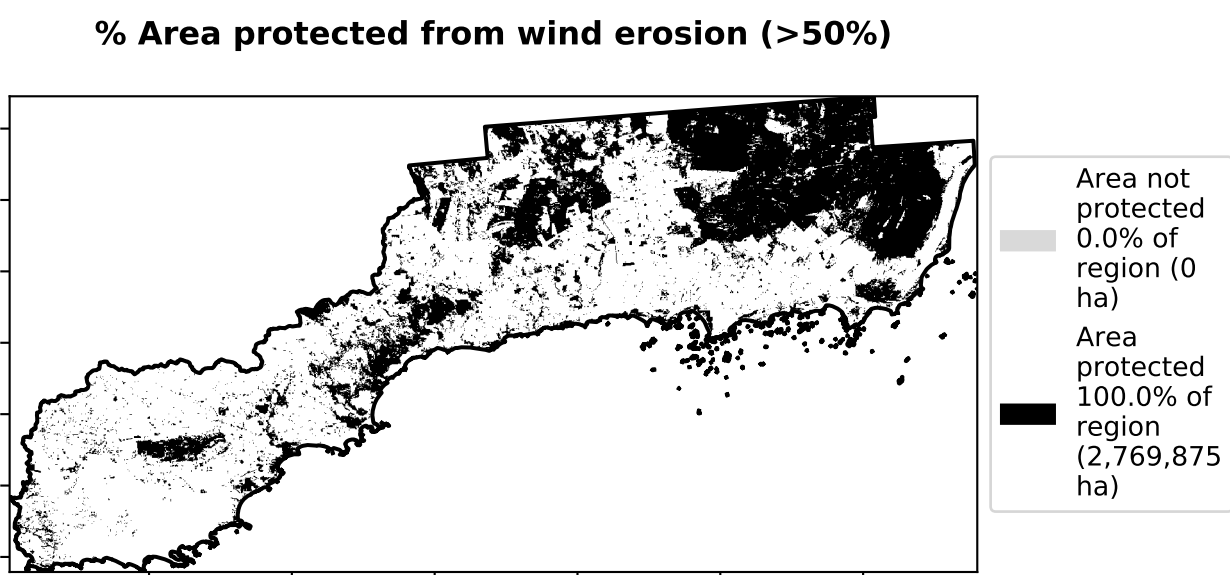 % Area protected from wind erosion (>50%)
Area not
protected
0.0% of
region (0
ha)
Area
protected
100.0% of
region
(2,769,875
ha)